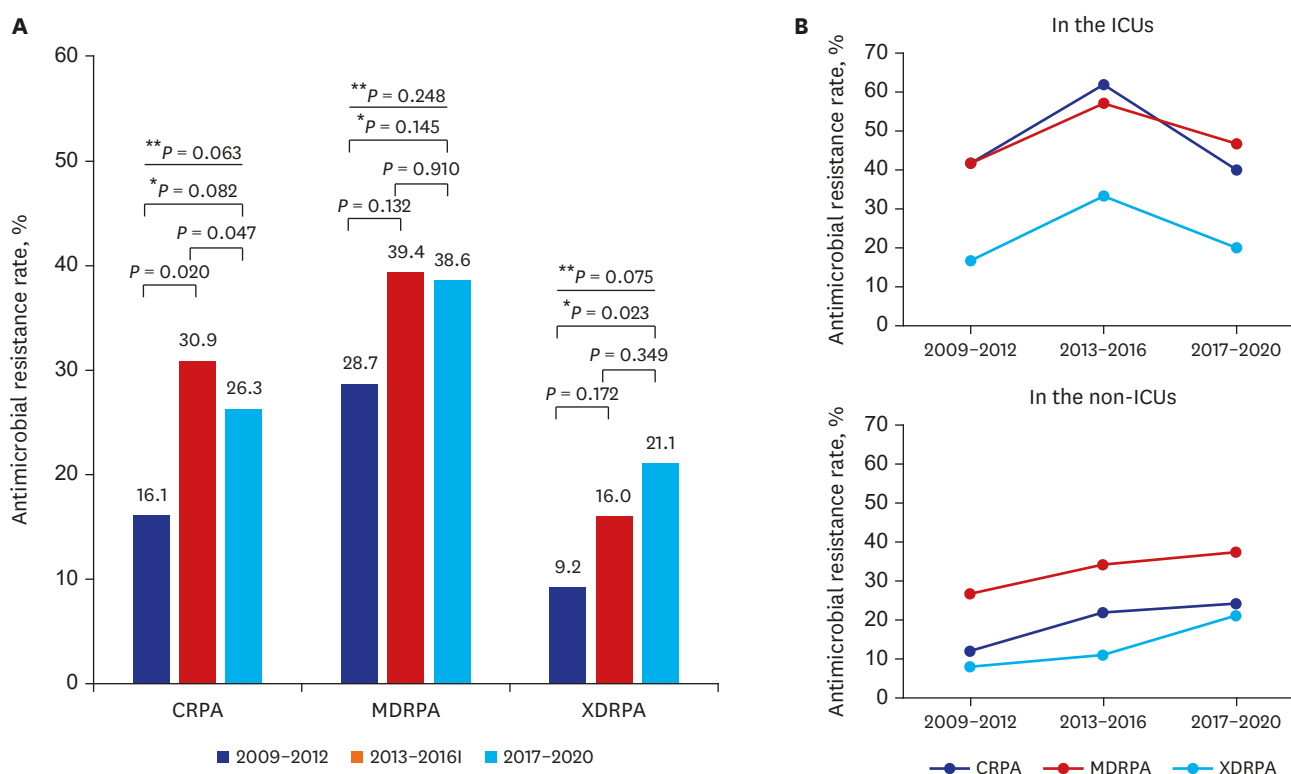 A
Antimicrobial resistance rate, %
60
50
40
30
20
10
0
**P = 0.063
*P = 0.082
P = 0.047
P = 0.020
16.1
30.9
26.3
**P = 0.248
*P = 0.145
P = 0.910
P = 0.132
28.7
39.4
38.6
**P = 0.075
*P = 0.023
P = 0.349
P = 0.172
9.2
16.0
21.1
CRPA MDRPA XDRPA
2009–2012 2013–2016I 2017–2020
B
In the ICUs
Antimicrobial resistance rate, %
70
60
50
40
30
20
10
0
2009–2012 2013–2016 2017–2020
In the non-ICUs
Antimicrobial resistance rate, %
70
60
50
40
30
20
10
0
2009–2012 2013–2016 2017–2020
CRPA MDRPA XDRPA